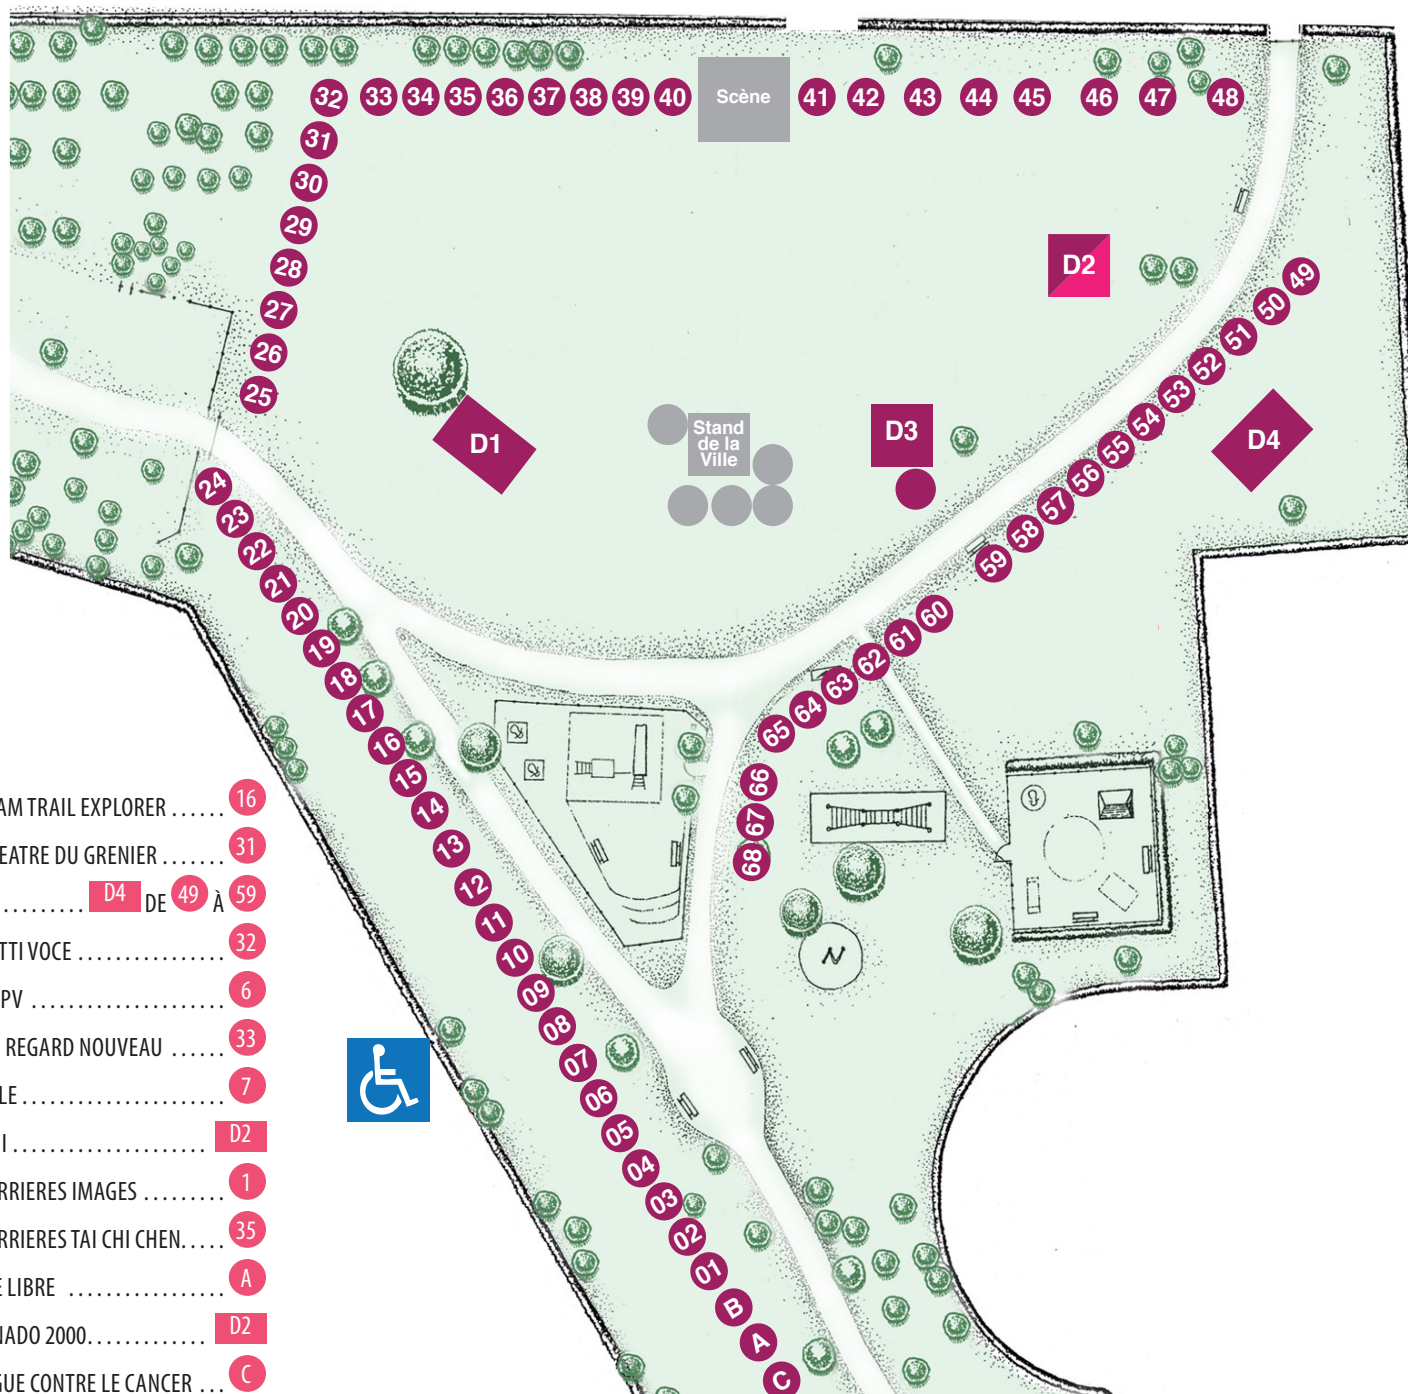 32 33 34 35 36 37 38 39 40 Scène 41 42 43 44 45 46 47 48
31
30
29
28
27
26
25
D2
49
50
51
52
53
54
55
56
57
58
59
60
61
62
63
64
65
66
67
68
D1
Stand
de la
Ville
D3
D4
24
23
22
21
20
19
18
17
16
15
14
13
12
11
10
09
08
07
06
05
04
03
02
01
B
A
C
AM TRAIL EXPLORER ...... 16
EATRE DU GRENIER ....... 31
......... D4 DE 49 À 59
TTI VOCE ................ 32
PV ..................... 6
REGARD NOUVEAU ...... 33
LE ...................... 7
I ..................... D2
RRIERES IMAGES ......... 1
RRIERES TAI CHI CHEN..... 35
E LIBRE ................. A
NADO 2000............. D2
GUE CONTRE LE CANCER ... C